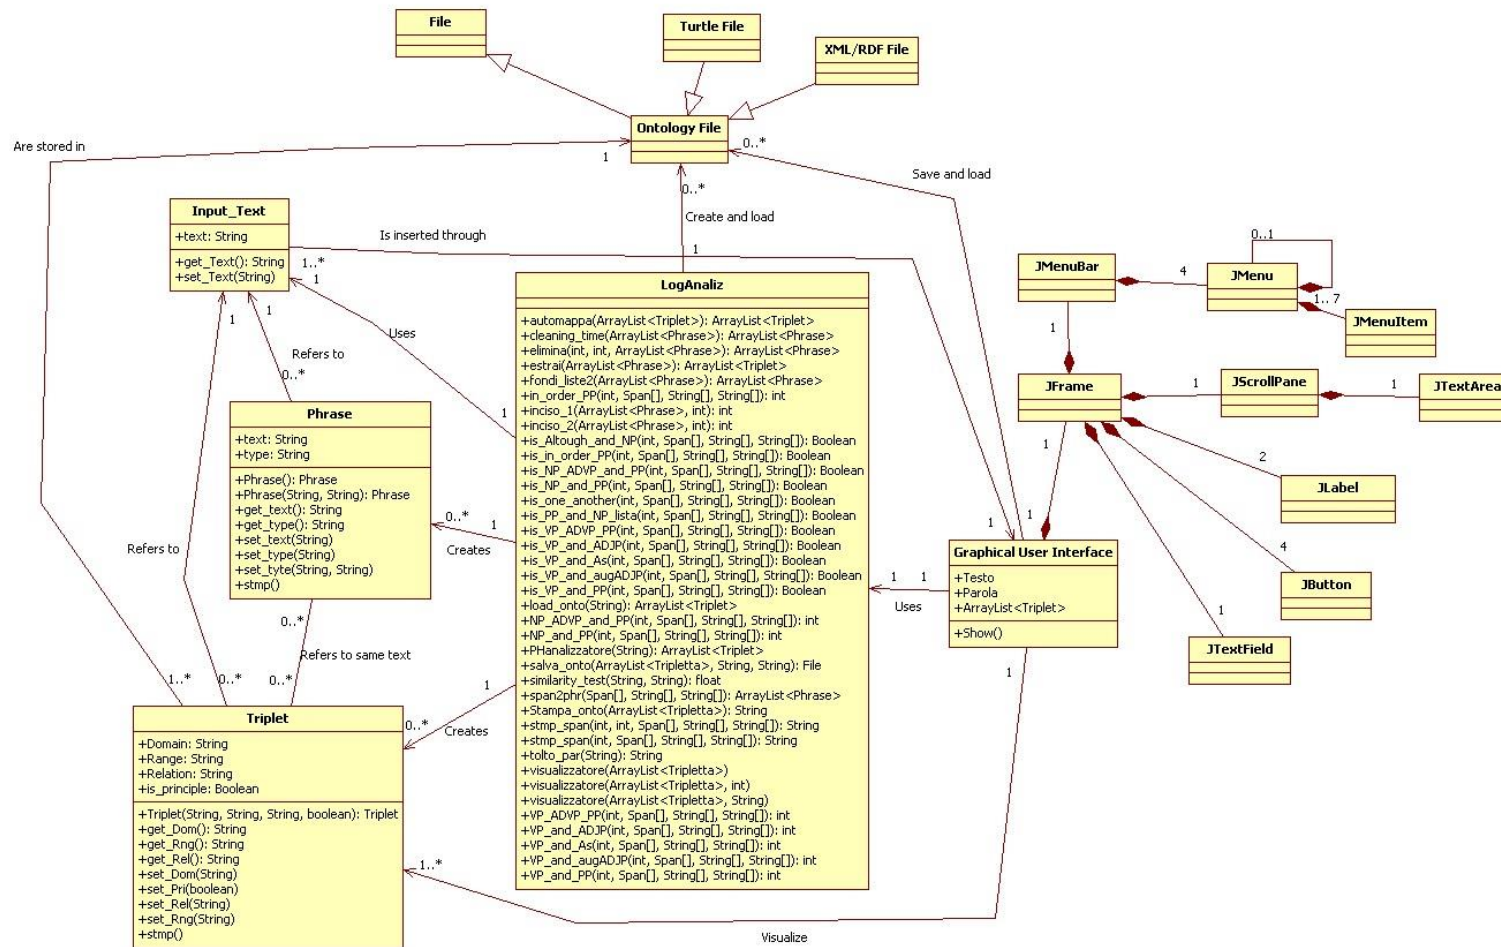 File
Turtle File
XML/RDF File
Ontology File
Are stored in
1
0..*
Save and load
0..*
Create and load
1
Input_Text
+text: String
+get_Text(): String
+set_Text(String)
Is inserted through
1..*
1
Uses
1
1
Refers to
0..*
1
Phrase
+text: String
+type: String
+Phrase(): Phrase
+Phrase(String, String): Phrase
+get_text(): String
+get_type(): String
+set_text(String)
+set_type(String)
+set_tyte(String, String)
+stmp()
0..*
1
Creates
Refers to
0..*
Refers to same text
1..*
0..*
0..*
1
0..*
Creates
Triplet
+Domain: String
+Range: String
+Relation: String
+is_principle: Boolean
+Triplet(String, String, String, boolean): Triplet
+get_Dom(): String
+get_Rng(): String
+get_Rel(): String
+set_Dom(String)
+set_Pri(boolean)
+set_Rel(String)
+set_Rng(String)
+stmp()
LogAnaliz
+automappa(ArrayList<Triplet>): ArrayList<Triplet>
+cleaning_time(ArrayList<Phrase>): ArrayList<Phrase>
+elimina(int, int, ArrayList<Phrase>): ArrayList<Phrase>
+estrai(ArrayList<Phrase>): ArrayList<Triplet>
+fondi_liste2(ArrayList<Phrase>): ArrayList<Phrase>
+in_order_PP(int, Span[], String[], String[]): int
+inciso_1(ArrayList<Phrase>, int): int
+inciso_2(ArrayList<Phrase>, int): int
+is_Altough_and_NP(int, Span[], String[], String[]): Boolean
+is_in_order_PP(int, Span[], String[], String[]): Boolean
+is_NP_ADVP_and_PP(int, Span[], String[], String[]): Boolean
+is_NP_and_PP(int, Span[], String[], String[]): Boolean
+is_one_another(int, Span[], String[], String[]): Boolean
+is_PP_and_NP_lista(int, Span[], String[], String[]): Boolean
+is_VP_ADVP_PP(int, Span[], String[], String[]): Boolean
+is_VP_and_ADJP(int, Span[], String[], String[]): Boolean
+is_VP_and_As(int, Span[], String[], String[]): Boolean
+is_VP_and_augADJP(int, Span[], String[], String[]): Boolean
+is_VP_and_PP(int, Span[], String[], String[]): Boolean
+load_onto(String): ArrayList<Triplet>
+NP_ADVP_and_PP(int, Span[], String[], String[]): int
+NP_and_PP(int, Span[], String[], String[]): int
+PHanalizzatore(String): ArrayList<Triplet>
+salva_onto(ArrayList<Tripletta>, String, String): File
+similarity_test(String, String): float
+span2phr(Span[], String[], String[]): ArrayList<Phrase>
+Stampa_onto(ArrayList<Tripletta>): String
+stmp_span(int, int, Span[], String[], String[]): String
+stmp_span(int, Span[], String[], String[]): String
+tolto_par(String): String
+visualizzatore(ArrayList<Tripletta>)
+visualizzatore(ArrayList<Tripletta>, int)
+visualizzatore(ArrayList<Tripletta>, String)
+VP_ADVP_PP(int, Span[], String[], String[]): int
+VP_and_ADJP(int, Span[], String[], String[]): int
+VP_and_As(int, Span[], String[], String[]): int
+VP_and_augADJP(int, Span[], String[], String[]): int
+VP_and_PP(int, Span[], String[], String[]): int
JMenuBar
4
0..1
JMenu
1..7
JMenuItem
1
JFrame
1
JScrollPane
1
JTextArea
1
2
JLabel
4
JButton
1
JTextField
1
1
Graphical User Interface
+Testo
+Parola
+ArrayList<Triplet>
+Show()
1
1
Uses
1
1..*
Visualize